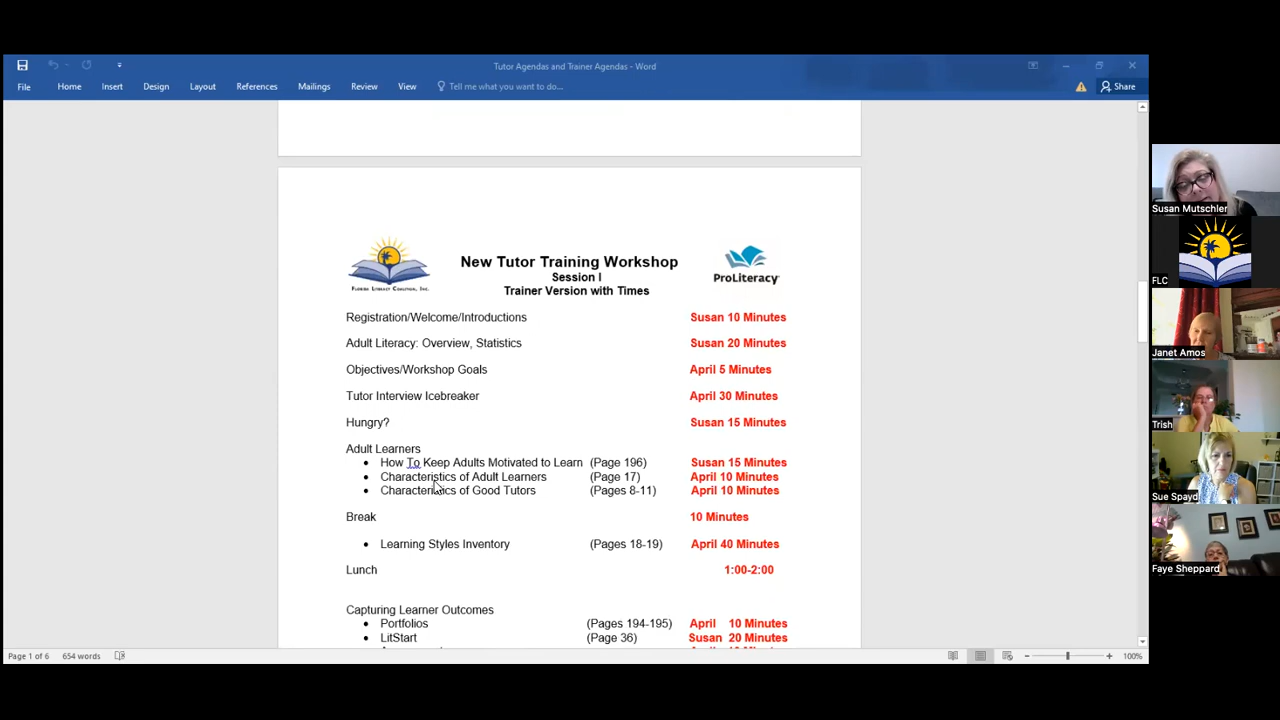 Tutor Agendas and Trainer Agendas - Word
File Home Insert Design Layout References Mailings Review View Tell me what you want to do... Share
FLORIDA LITERACY COALITION, INC.
New Tutor Training Workshop
Session I
Trainer Version with Times
ProLiteracy
Registration/Welcome/Introductions Susan 10 Minutes
Adult Literacy: Overview, Statistics Susan 20 Minutes
Objectives/Workshop Goals April 5 Minutes
Tutor Interview Icebreaker April 30 Minutes
Hungry? Susan 15 Minutes
Adult Learners
• How To Keep Adults Motivated to Learn (Page 196) Susan 15 Minutes
• Characteristics of Adult Learners (Page 17) April 10 Minutes
• Characteristics of Good Tutors (Pages 8-11) April 10 Minutes
Break 10 Minutes
• Learning Styles Inventory (Pages 18-19) April 40 Minutes
Lunch 1:00-2:00
Capturing Learner Outcomes
• Portfolios (Pages 194-195) April 10 Minutes
• LitStart (Page 36) Susan 20 Minutes
Page 1 of 6 654 words 100%
Susan Mutschler
FLC
Janet Amos
Trish
Sue Spayd
Faye Sheppard